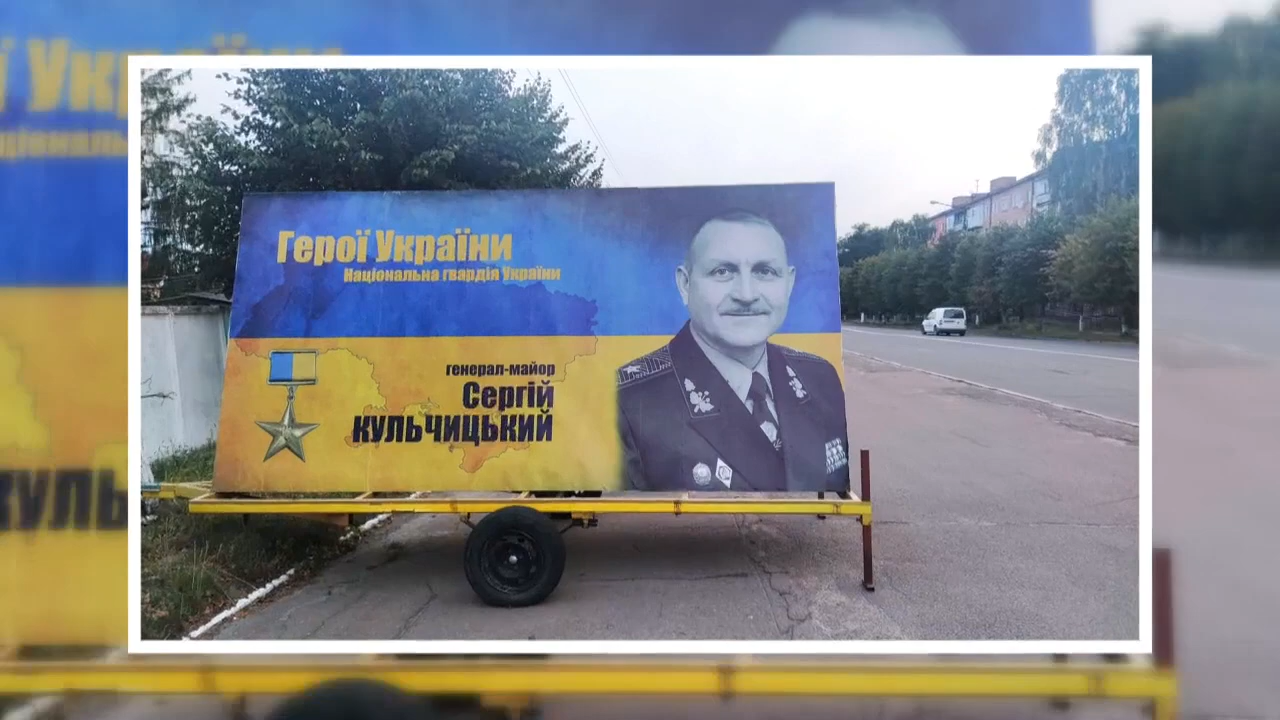 Герої України
Національна гвардія України
генерал-майор
Сергій
КУЛЬЧИЦЬКИЙ